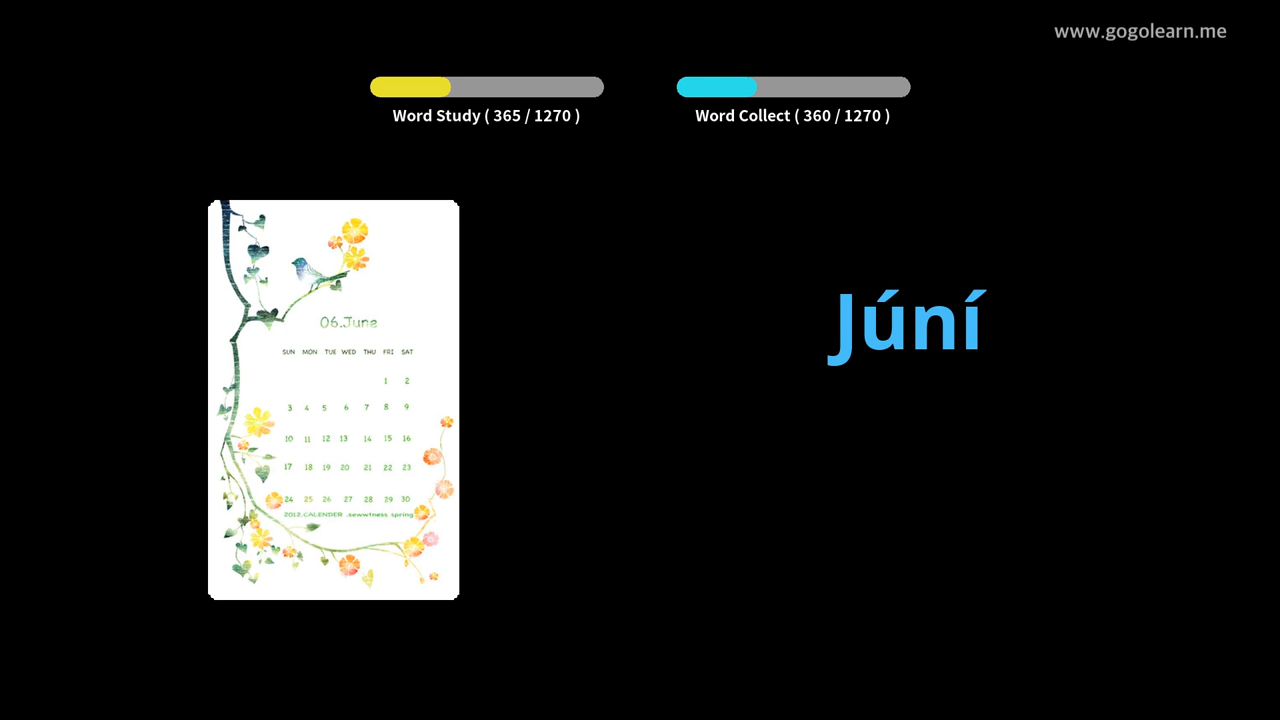 www.gogolearn.me
Word Study ( 365 / 1270 )
Word Collect ( 360 / 1270 )
Júní
06.June
SUN MON TUE WED THU FRI SAT
1 2
3 4 5 6 7 8 9
10 11 12 13 14 15 16
17 18 19 20 21 22 23
24 25 26 27 28 29 30
2012.CALENDER .sewwtness spring